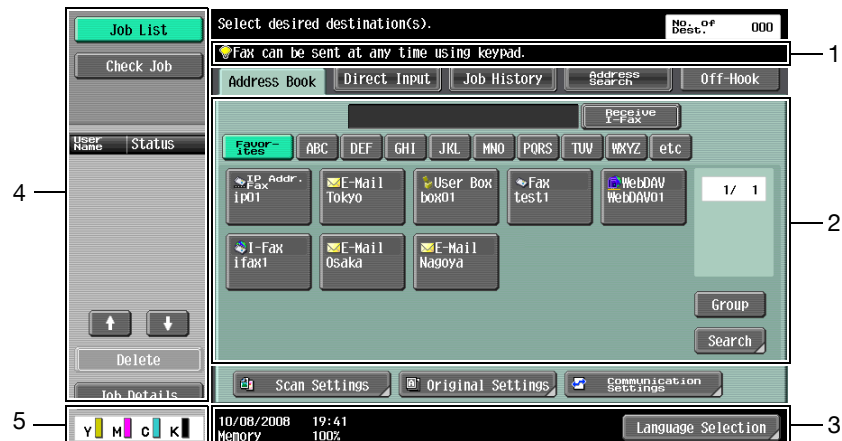 Job List
Check Job
User Name Status
Delete
Job Details
Select desired destination(s).
No. of Dest. 000
Fax can be sent at any time using keypad.
Address Book Direct Input Job History Address Search Off-Hook
Receive I-Fax
Favor-ites ABC DEF GHI JKL MNO PQRS TUV WXYZ etc
IP Addr. Fax E-Mail User Box Fax WebDAV
ip01 Tokyo box01 test1 WebDAV01
1/ 1
I-Fax E-Mail E-Mail
ifax1 Osaka Nagoya
Group
Search
Scan Settings Original Settings Communication Settings
Y M C K
10/08/2008 19:41
Memory 100%
Language Selection
1
2
3
4
5